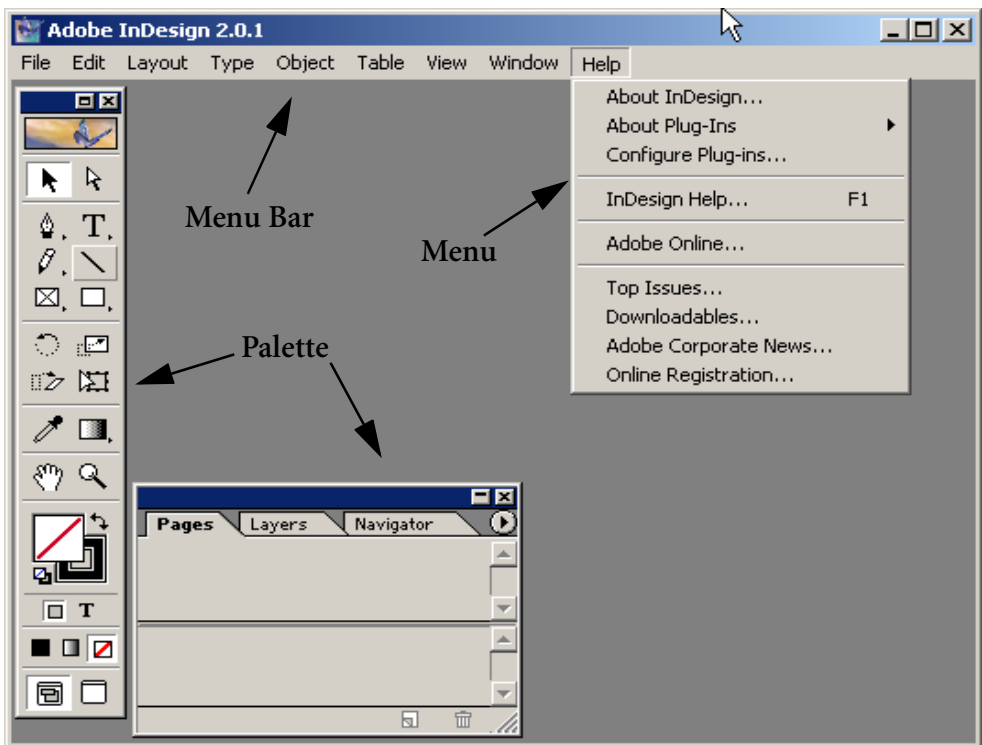 Adobe InDesign 2.0.1
File Edit Layout Type Object Table View Window Help
About InDesign...
About Plug-Ins
Configure Plug-ins...
InDesign Help... F1
Adobe Online...
Top Issues...
Downloadables...
Adobe Corporate News...
Online Registration...
Menu Bar
Menu
Palette
T
Pages Layers Navigator
T